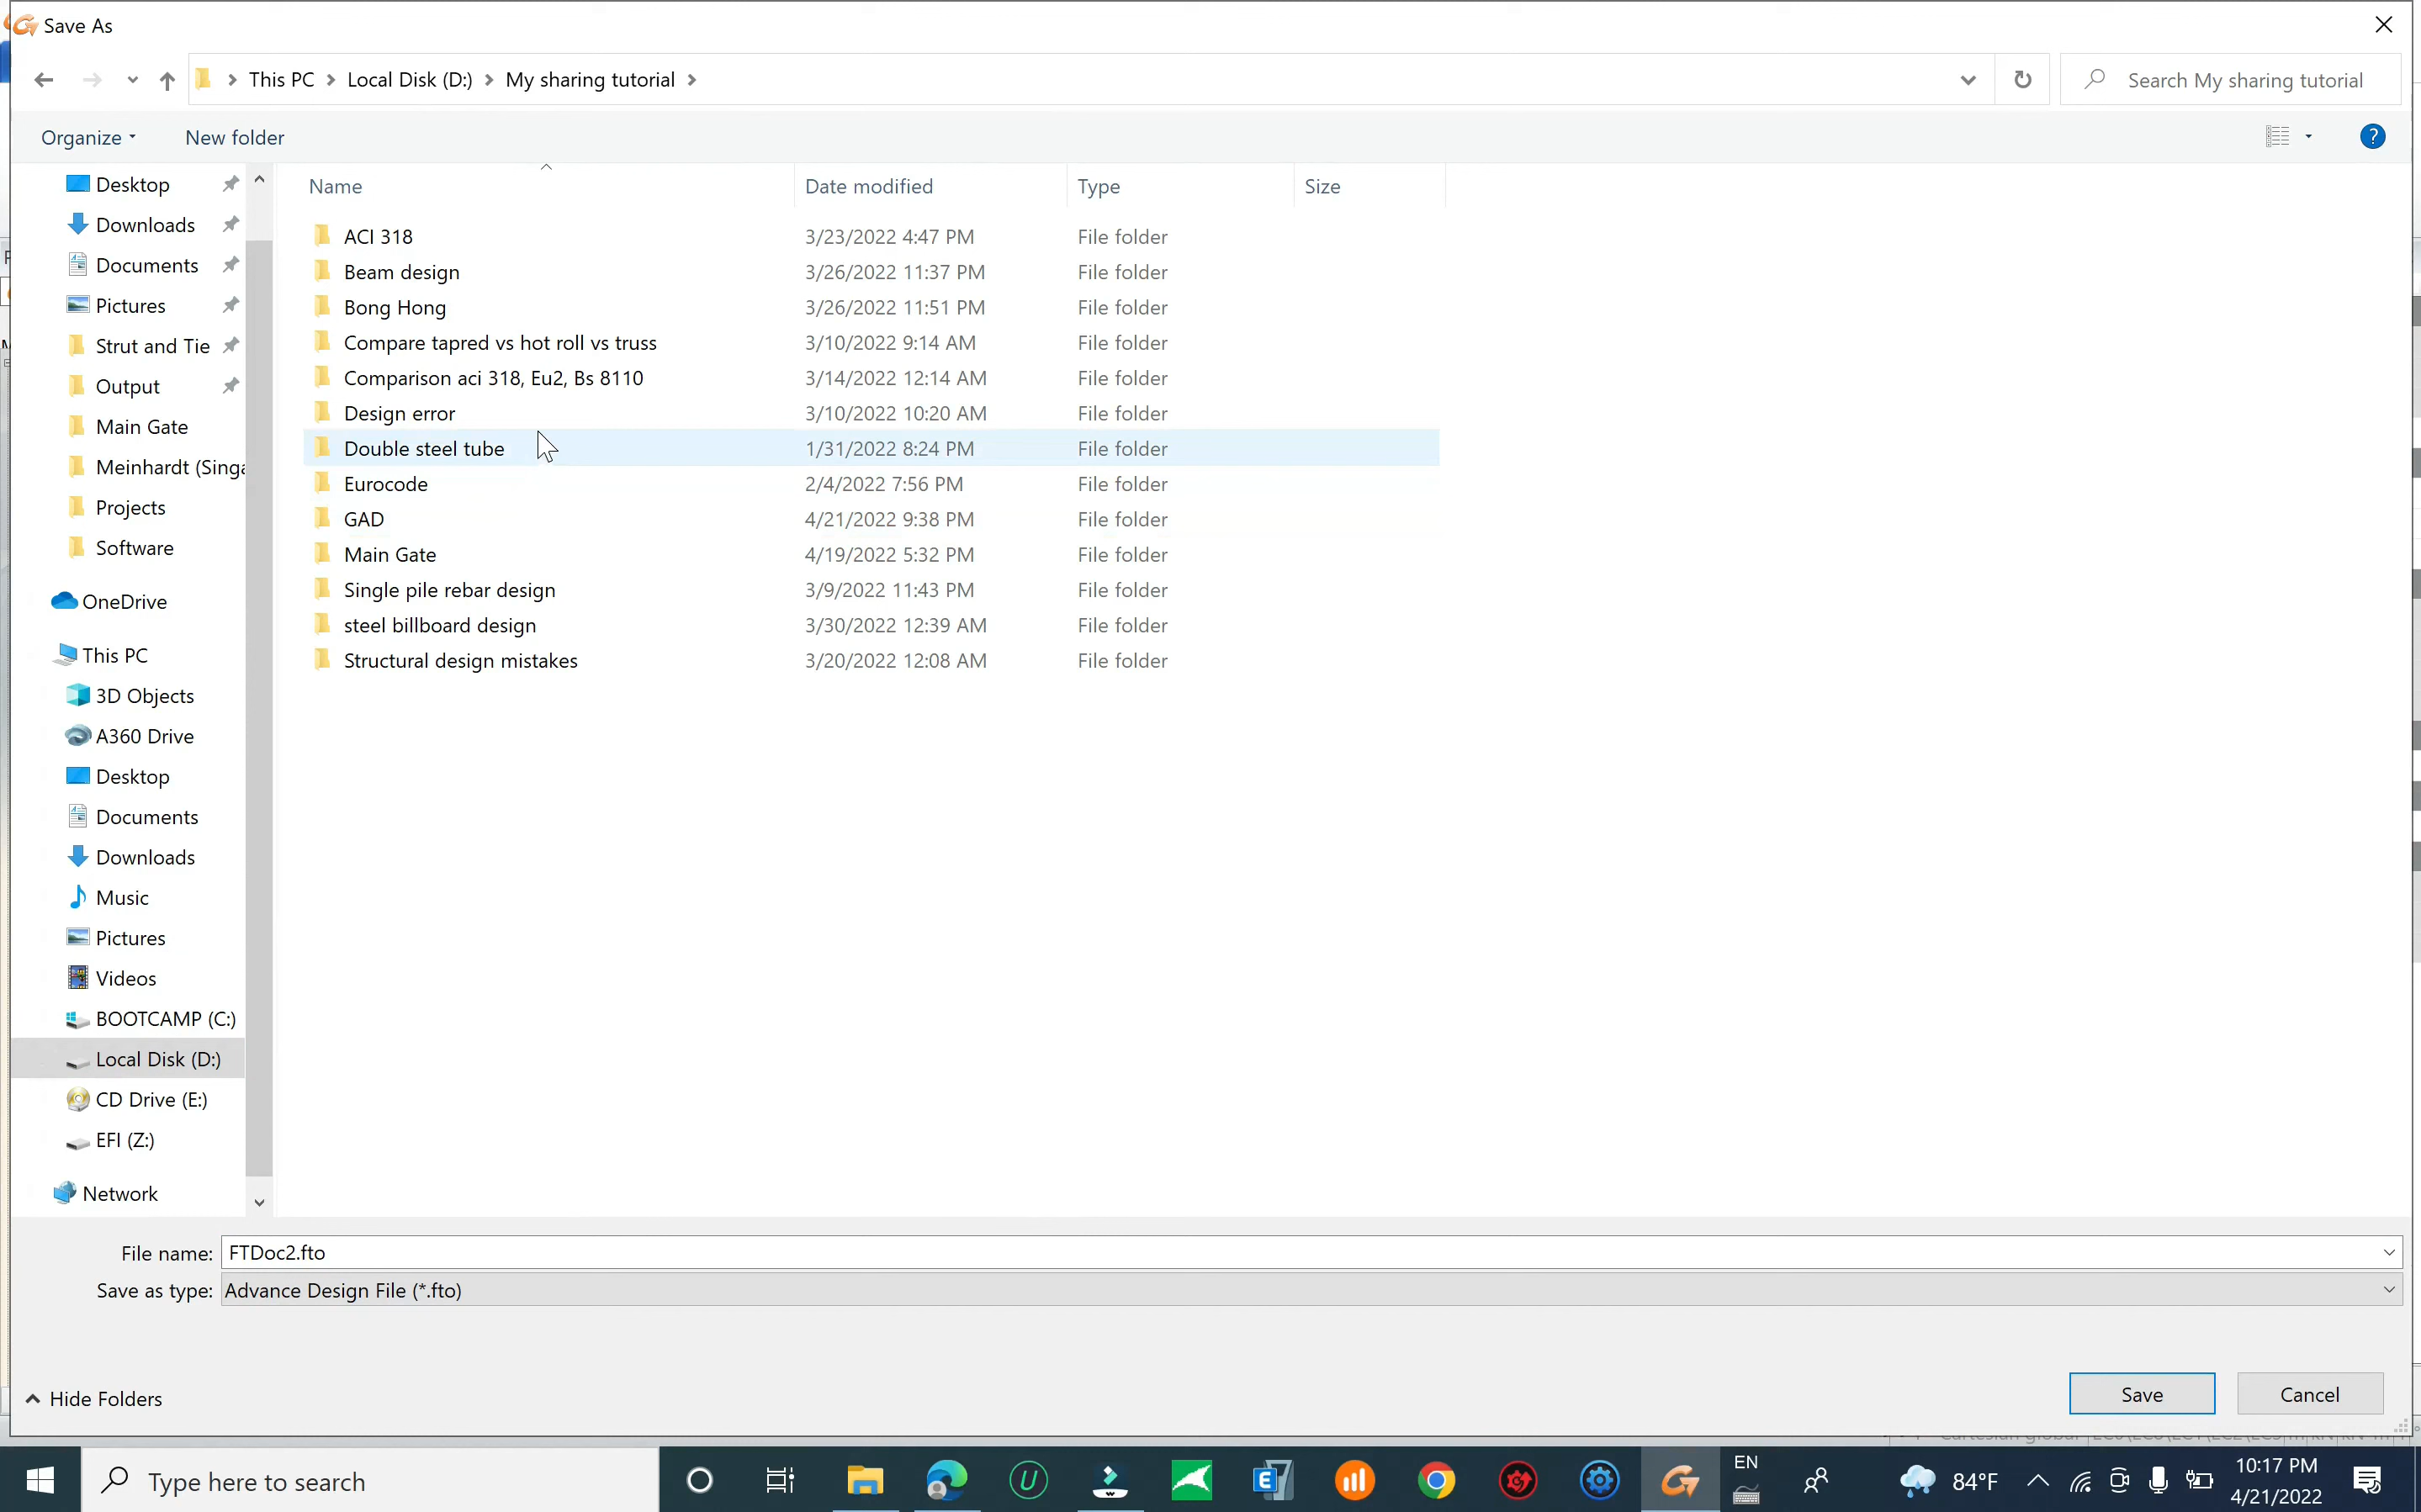 Save As
This PC > Local Disk (D:) > My sharing tutorial >
Search My sharing tutorial
Organize
New folder
Name Date modified Type Size
Desktop
Downloads
Documents
Pictures
Strut and Tie
Output
Main Gate
Meinhardt (Singa
Projects
Software
OneDrive
This PC
3D Objects
A360 Drive
Desktop
Documents
Downloads
Music
Pictures
Videos
BOOTCAMP (C:)
Local Disk (D:)
CD Drive (E:)
EFI (Z:)
Network
ACI 318 3/23/2022 4:47 PM File folder
Beam design 3/26/2022 11:37 PM File folder
Bong Hong 3/26/2022 11:51 PM File folder
Compare tapred vs hot roll vs truss 3/10/2022 9:14 AM File folder
Comparison aci 318, Eu2, Bs 8110 3/14/2022 12:14 AM File folder
Design error 3/10/2022 10:20 AM File folder
Double steel tube 1/31/2022 8:24 PM File folder
Eurocode 2/4/2022 7:56 PM File folder
GAD 4/21/2022 9:38 PM File folder
Main Gate 4/19/2022 5:32 PM File folder
Single pile rebar design 3/9/2022 11:43 PM File folder
steel billboard design 3/30/2022 12:39 AM File folder
Structural design mistakes 3/20/2022 12:08 AM File folder
File name: FTDoc2.fto
Save as type: Advance Design File (*.fto)
Hide Folders
Save
Cancel
Type here to search
EN
84°F
10:17 PM
4/21/2022